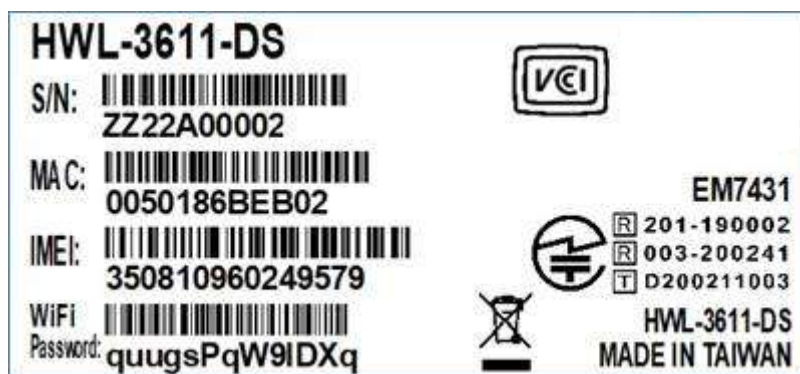 HWL-3611-DS
S/N:
ZZ22A00002
MAC:
0050186BEB02
IMEI:
350810960249579
WiFi
Password:
quugsPqW9IDXq
VCCI
EM7431
R 201-190002
R 003-200241
T D200211003
HWL-3611-DS
MADE IN TAIWAN